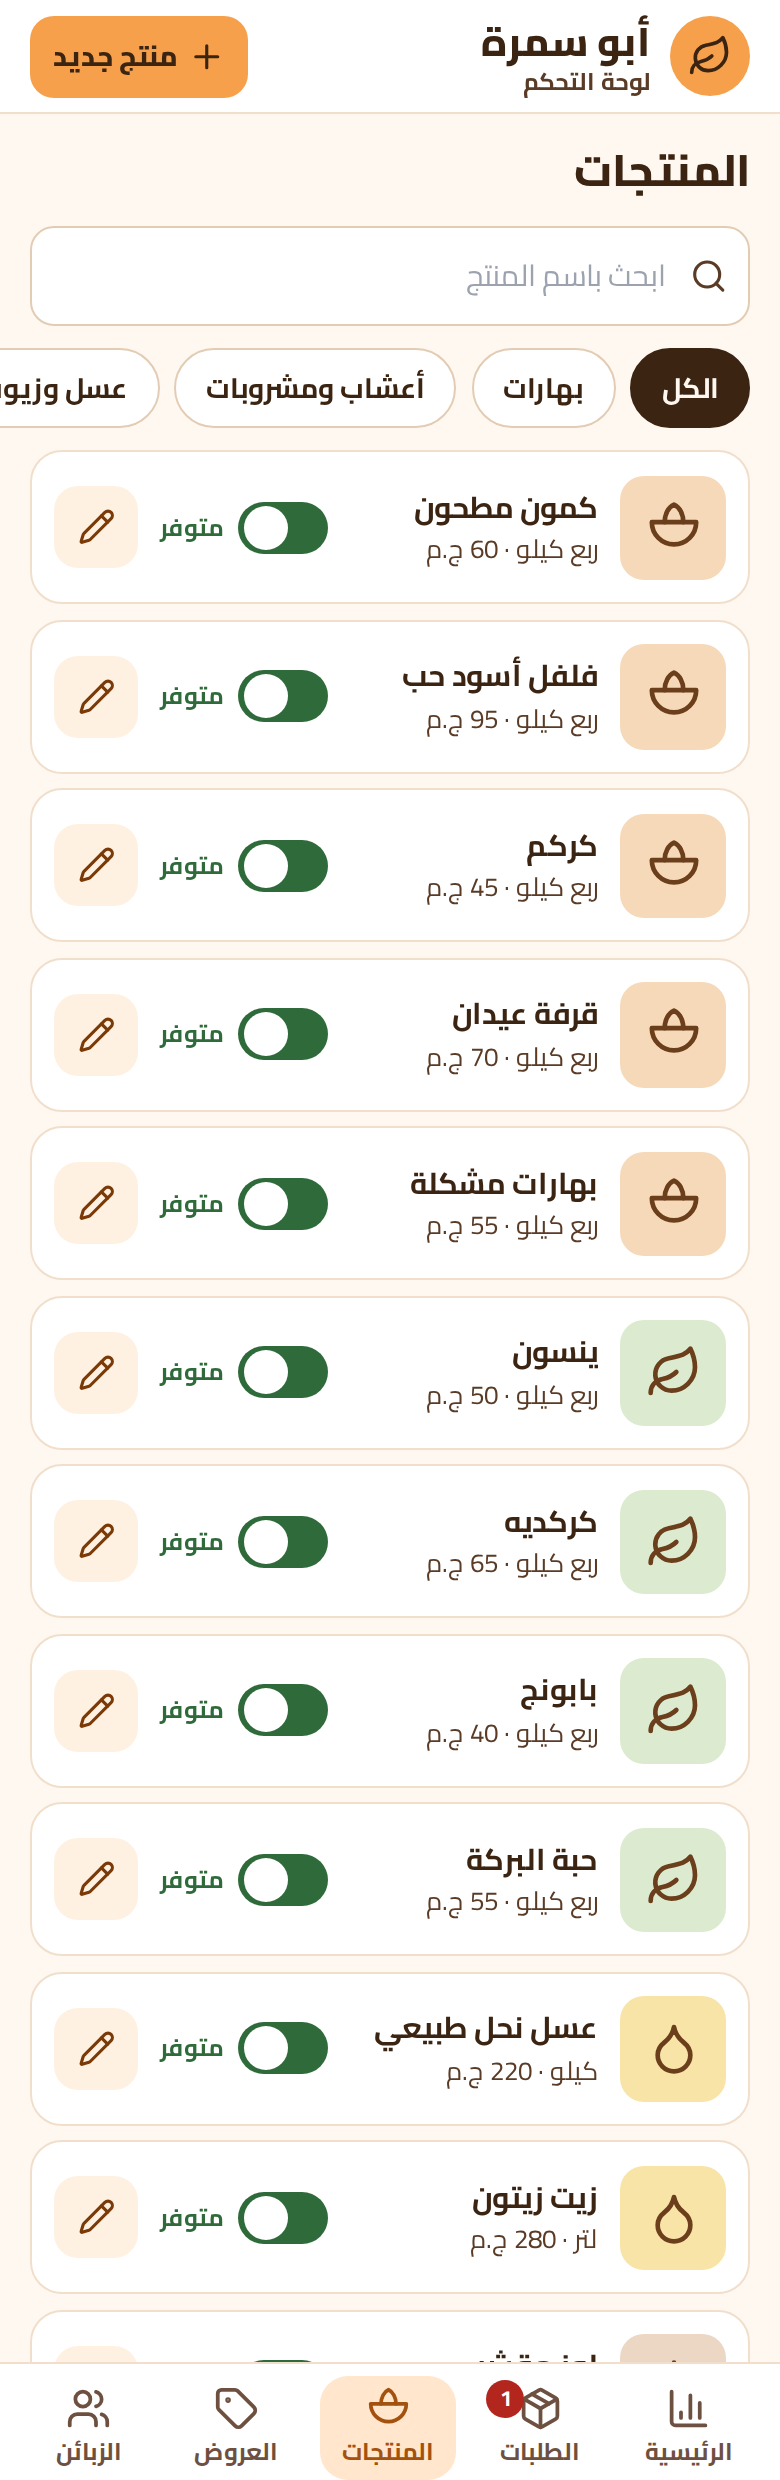 أبو سمرة
لوحة التحكم
منتج جديد
المنتجات
ابحث باسم المنتج
الكل
بهارات
أعشاب ومشروبات
عسل وزيو
كمون مطحون
ربع كيلو · 60 ج.م
متوفر
فلفل أسود حب
ربع كيلو · 95 ج.م
متوفر
كركم
ربع كيلو · 45 ج.م
متوفر
قرفة عيدان
ربع كيلو · 70 ج.م
متوفر
بهارات مشكلة
ربع كيلو · 55 ج.م
متوفر
ينسون
ربع كيلو · 50 ج.م
متوفر
كركديه
ربع كيلو · 65 ج.م
متوفر
بابونج
ربع كيلو · 40 ج.م
متوفر
حبة البركة
ربع كيلو · 55 ج.م
متوفر
عسل نحل طبيعي
كيلو · 220 ج.م
متوفر
زيت زيتون
لتر · 280 ج.م
متوفر
الرئيسية
1
الطلبات
المنتجات
العروض
الزبائن